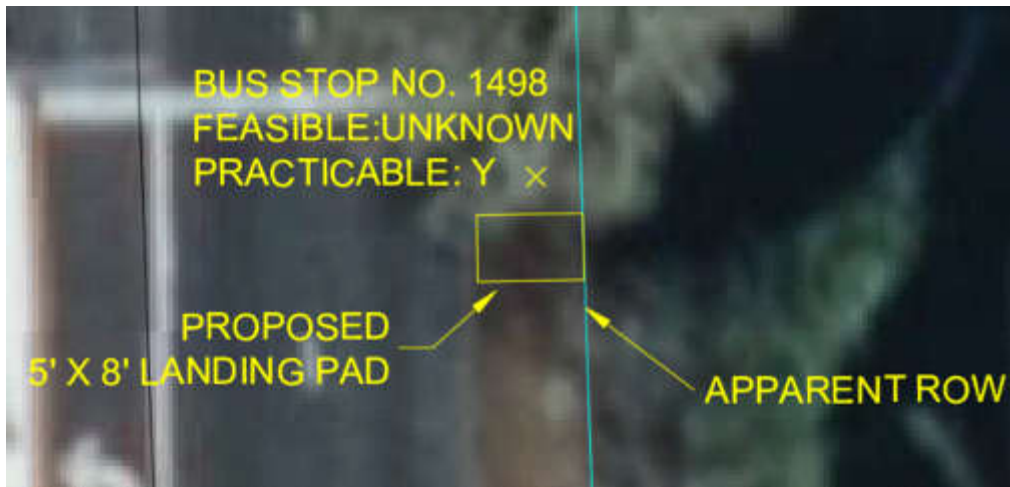 BUS STOP NO. 1498
FEASIBLE:UNKNOWN
PRACTICABLE: Y
PROPOSED
5' X 8' LANDING PAD
APPARENT ROW